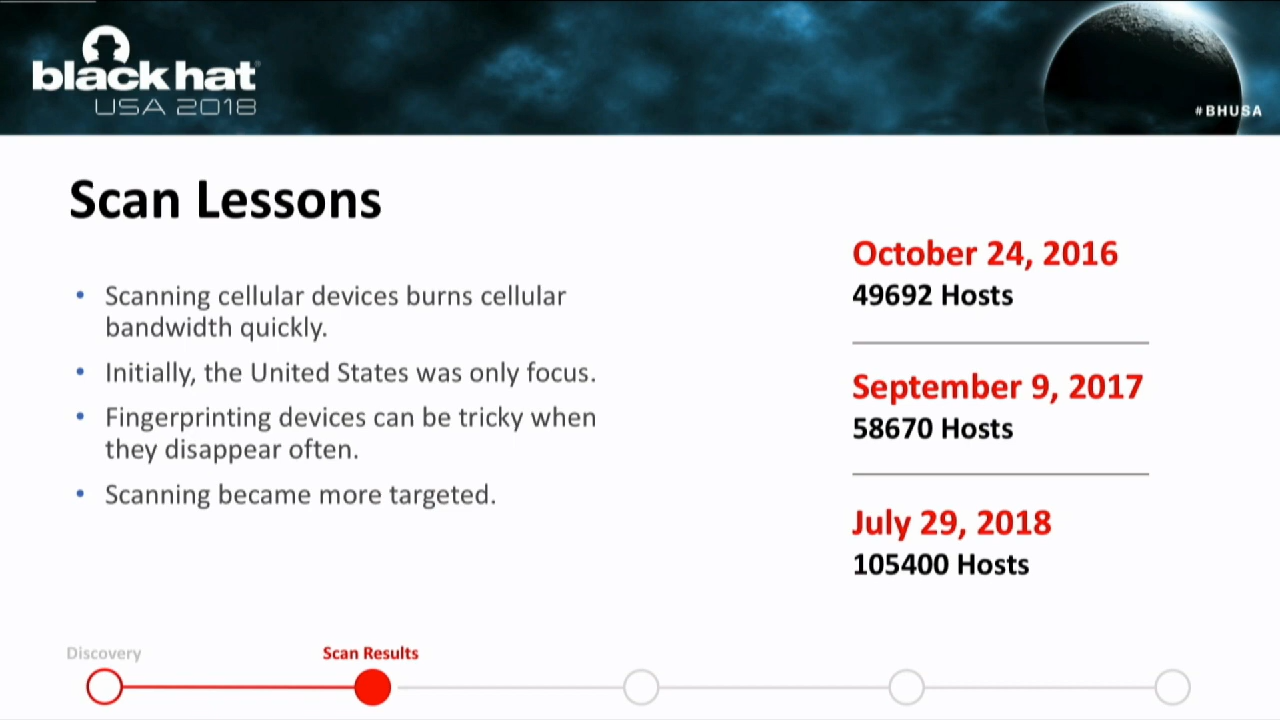 black hat
USA 2018
#BHUSA
Scan Lessons
• Scanning cellular devices burns cellular
bandwidth quickly.
• Initially, the United States was only focus.
• Fingerprinting devices can be tricky when
they disappear often.
• Scanning became more targeted.
October 24, 2016
49692 Hosts
September 9, 2017
58670 Hosts
July 29, 2018
105400 Hosts
Discovery
Scan Results